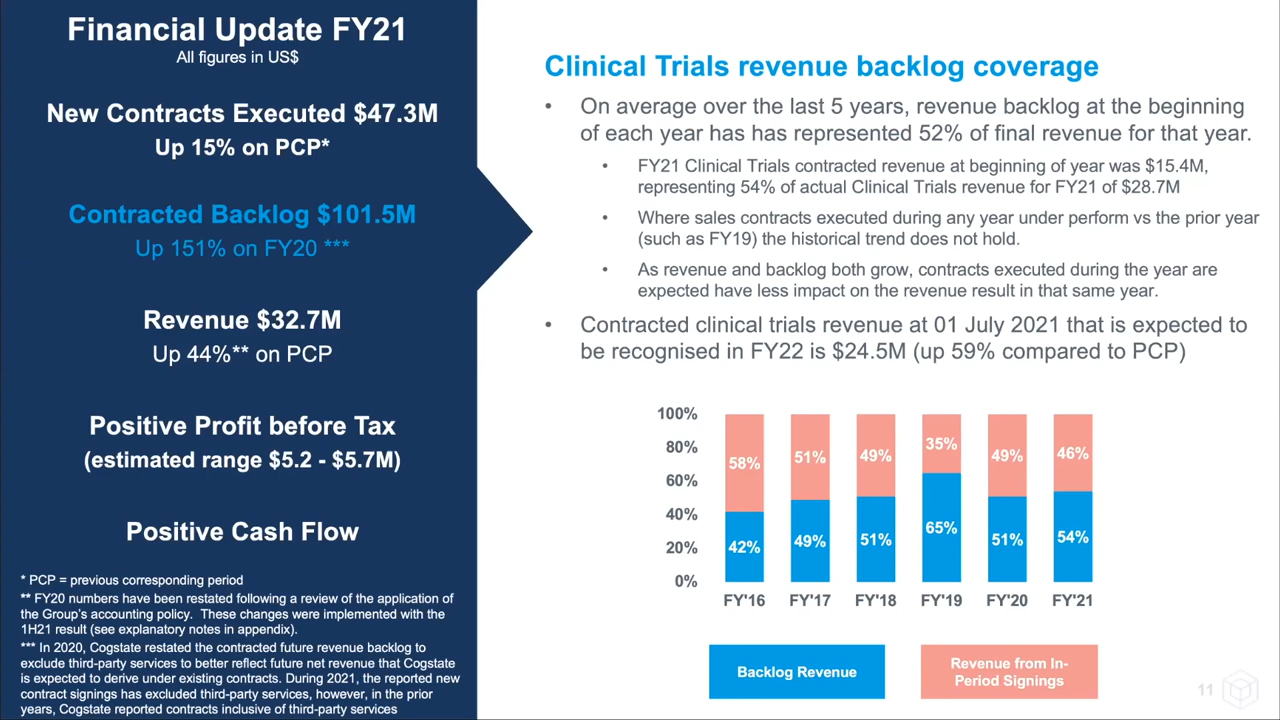 Financial Update FY21
All figures in US$
New Contracts Executed $47.3M
Up 15% on PCP*
Contracted Backlog $101.5M
Up 151% on FY20 ***
Revenue $32.7M
Up 44%** on PCP
Positive Profit before Tax
(estimated range $5.2 - $5.7M)
Positive Cash Flow
* PCP = previous corresponding period
** FY20 numbers have been restated following a review of the application of
the Group's accounting policy. These changes were implemented with the
1H21 result (see explanatory notes in appendix).
*** In 2020, Cogstate restated the contracted future revenue backlog to
exclude third-party services to better reflect future net revenue that Cogstate
is expected to derive under existing contracts. During 2021, the reported new
contract signings has excluded third-party services, however, in the prior
years, Cogstate reported contracts inclusive of third-party services
Clinical Trials revenue backlog coverage
• On average over the last 5 years, revenue backlog at the beginning
of each year has has represented 52% of final revenue for that year.
• FY21 Clinical Trials contracted revenue at beginning of year was $15.4M,
representing 54% of actual Clinical Trials revenue for FY21 of $28.7M
• Where sales contracts executed during any year under perform vs the prior year
(such as FY19) the historical trend does not hold.
• As revenue and backlog both grow, contracts executed during the year are
expected have less impact on the revenue result in that same year.
• Contracted clinical trials revenue at 01 July 2021 that is expected to
be recognised in FY22 is $24.5M (up 59% compared to PCP)
100%
80%
60%
40%
20%
0%
58% 51% 49% 35% 49% 46%
42% 49% 51% 65% 51% 54%
FY'16 FY'17 FY'18 FY'19 FY'20 FY'21
Backlog Revenue
Revenue from In-
Period Signings
11